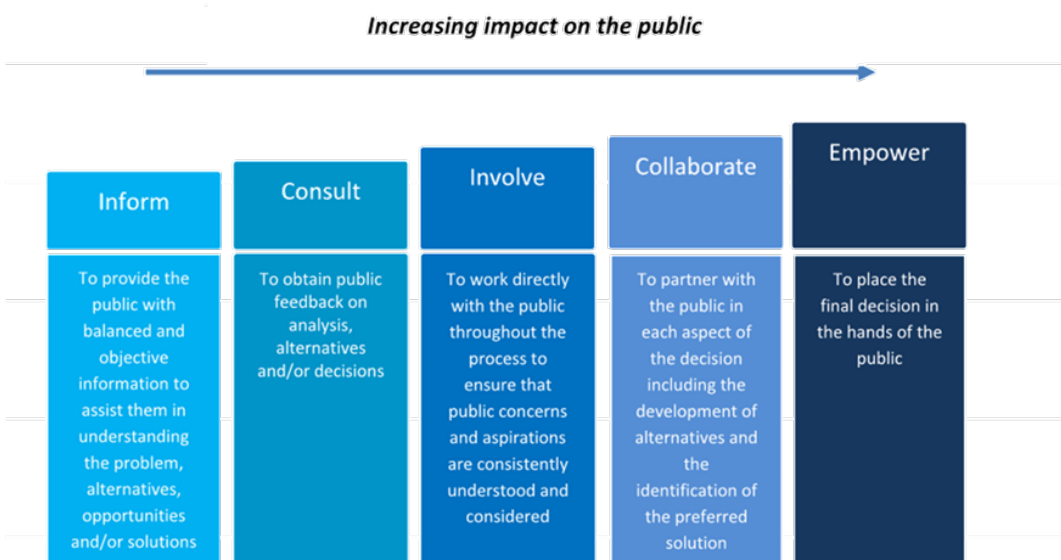 Increasing impact on the public
Inform
To provide the
public with
balanced and
objective
information to
assist them in
understanding
the problem,
alternatives,
opportunities
and/or solutions
Consult
To obtain public
feedback on
analysis,
alternatives
and/or decisions
Involve
To work directly
with the public
throughout the
process to
ensure that
public concerns
and aspirations
are consistently
understood and
considered
Collaborate
To partner with
the public in
each aspect of
the decision
including the
development of
alternatives and
the
identification of
the preferred
solution
Empower
To place the
final decision in
the hands of the
public